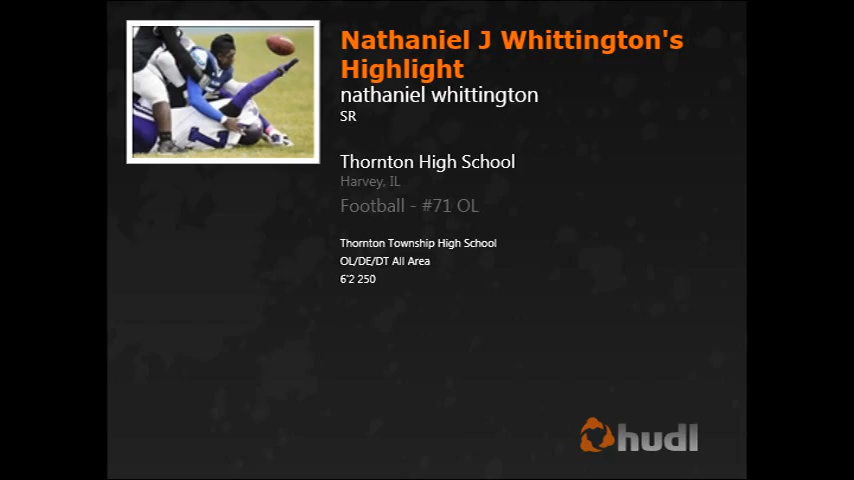 Nathaniel J Whittington's
Highlight
nathaniel whittington
SR
Thornton High School
Harvey, IL
Football - #71 OL
Thornton Township High School
OL/DE/DT All Area
6'2 250
hudl